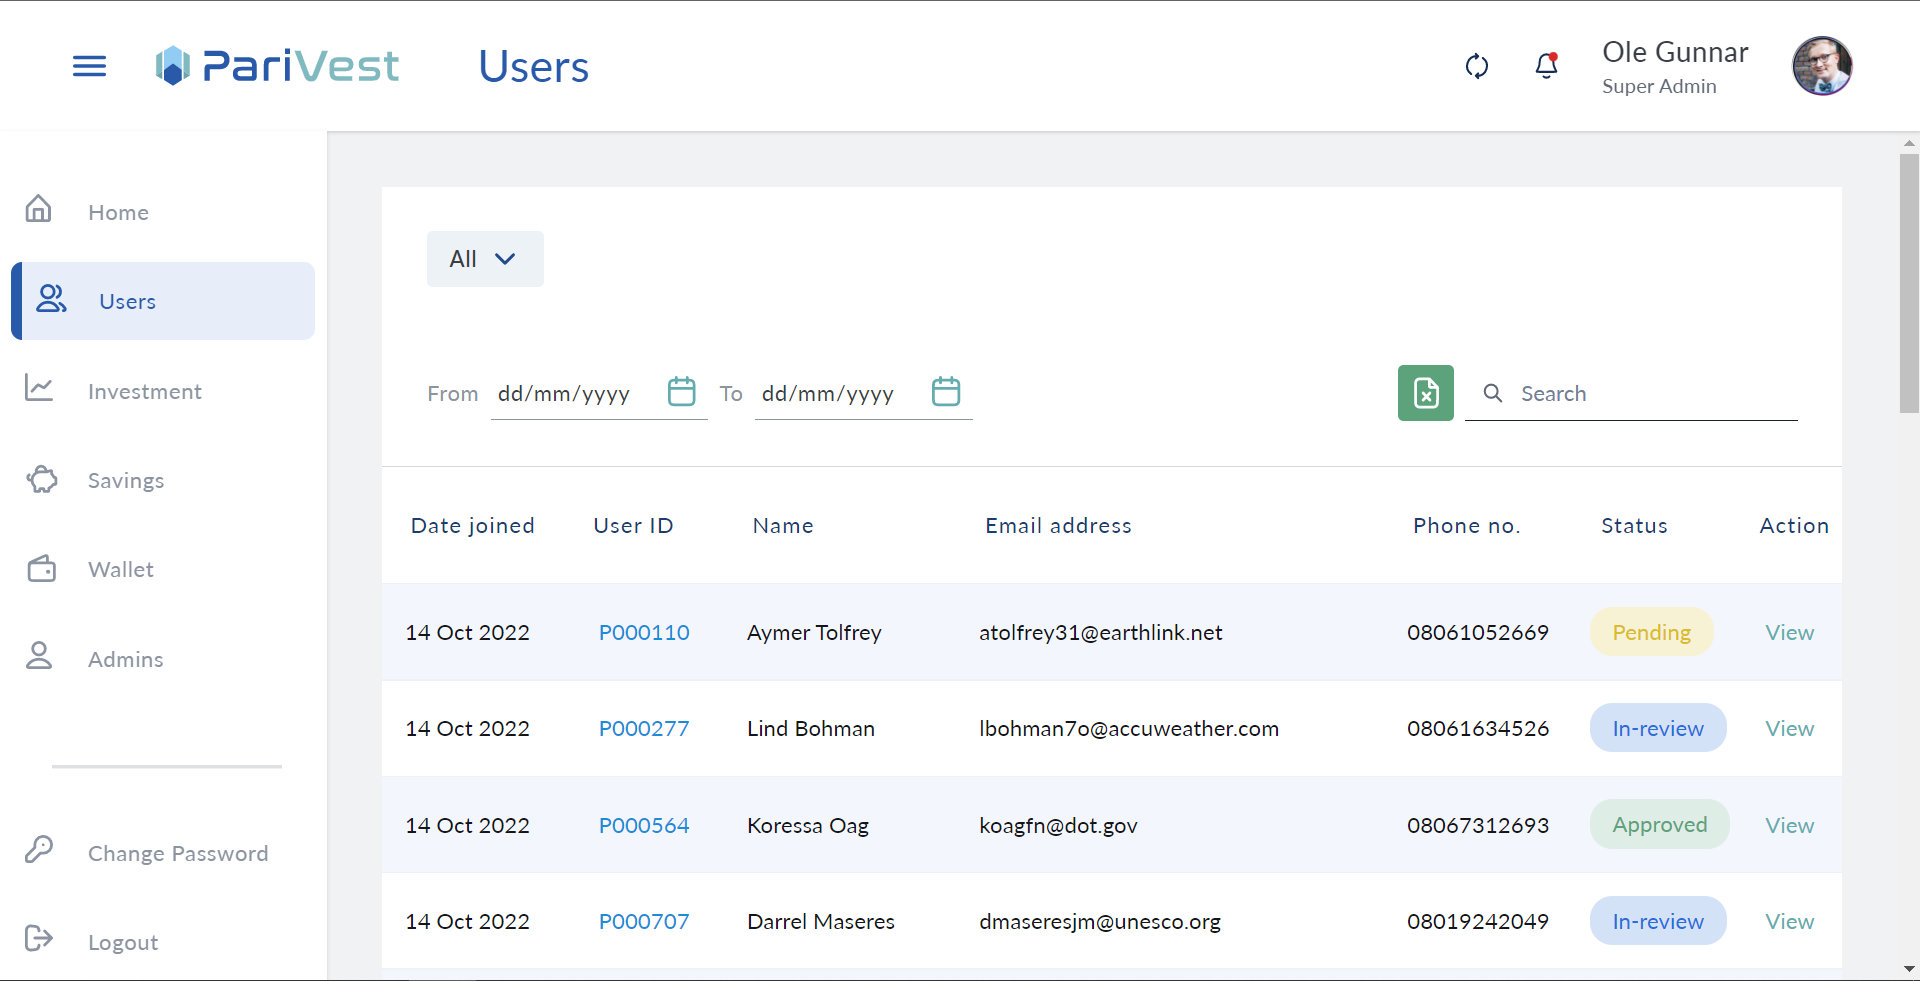 PariVest
Users
Ole Gunnar
Super Admin
Home
Users
Investment
Savings
Wallet
Admins
Change Password
Logout
All
From dd/mm/yyyy To dd/mm/yyyy
Search
Date joined User ID Name Email address Phone no. Status Action
14 Oct 2022 P000110 Aymer Tolfrey atolfrey31@earthlink.net 08061052669 Pending View
14 Oct 2022 P000277 Lind Bohman lbohman7o@accuweather.com 08061634526 In-review View
14 Oct 2022 P000564 Koressa Oag koagfn@dot.gov 08067312693 Approved View
14 Oct 2022 P000707 Darrel Maseres dmaseresjm@unesco.org 08019242049 In-review View